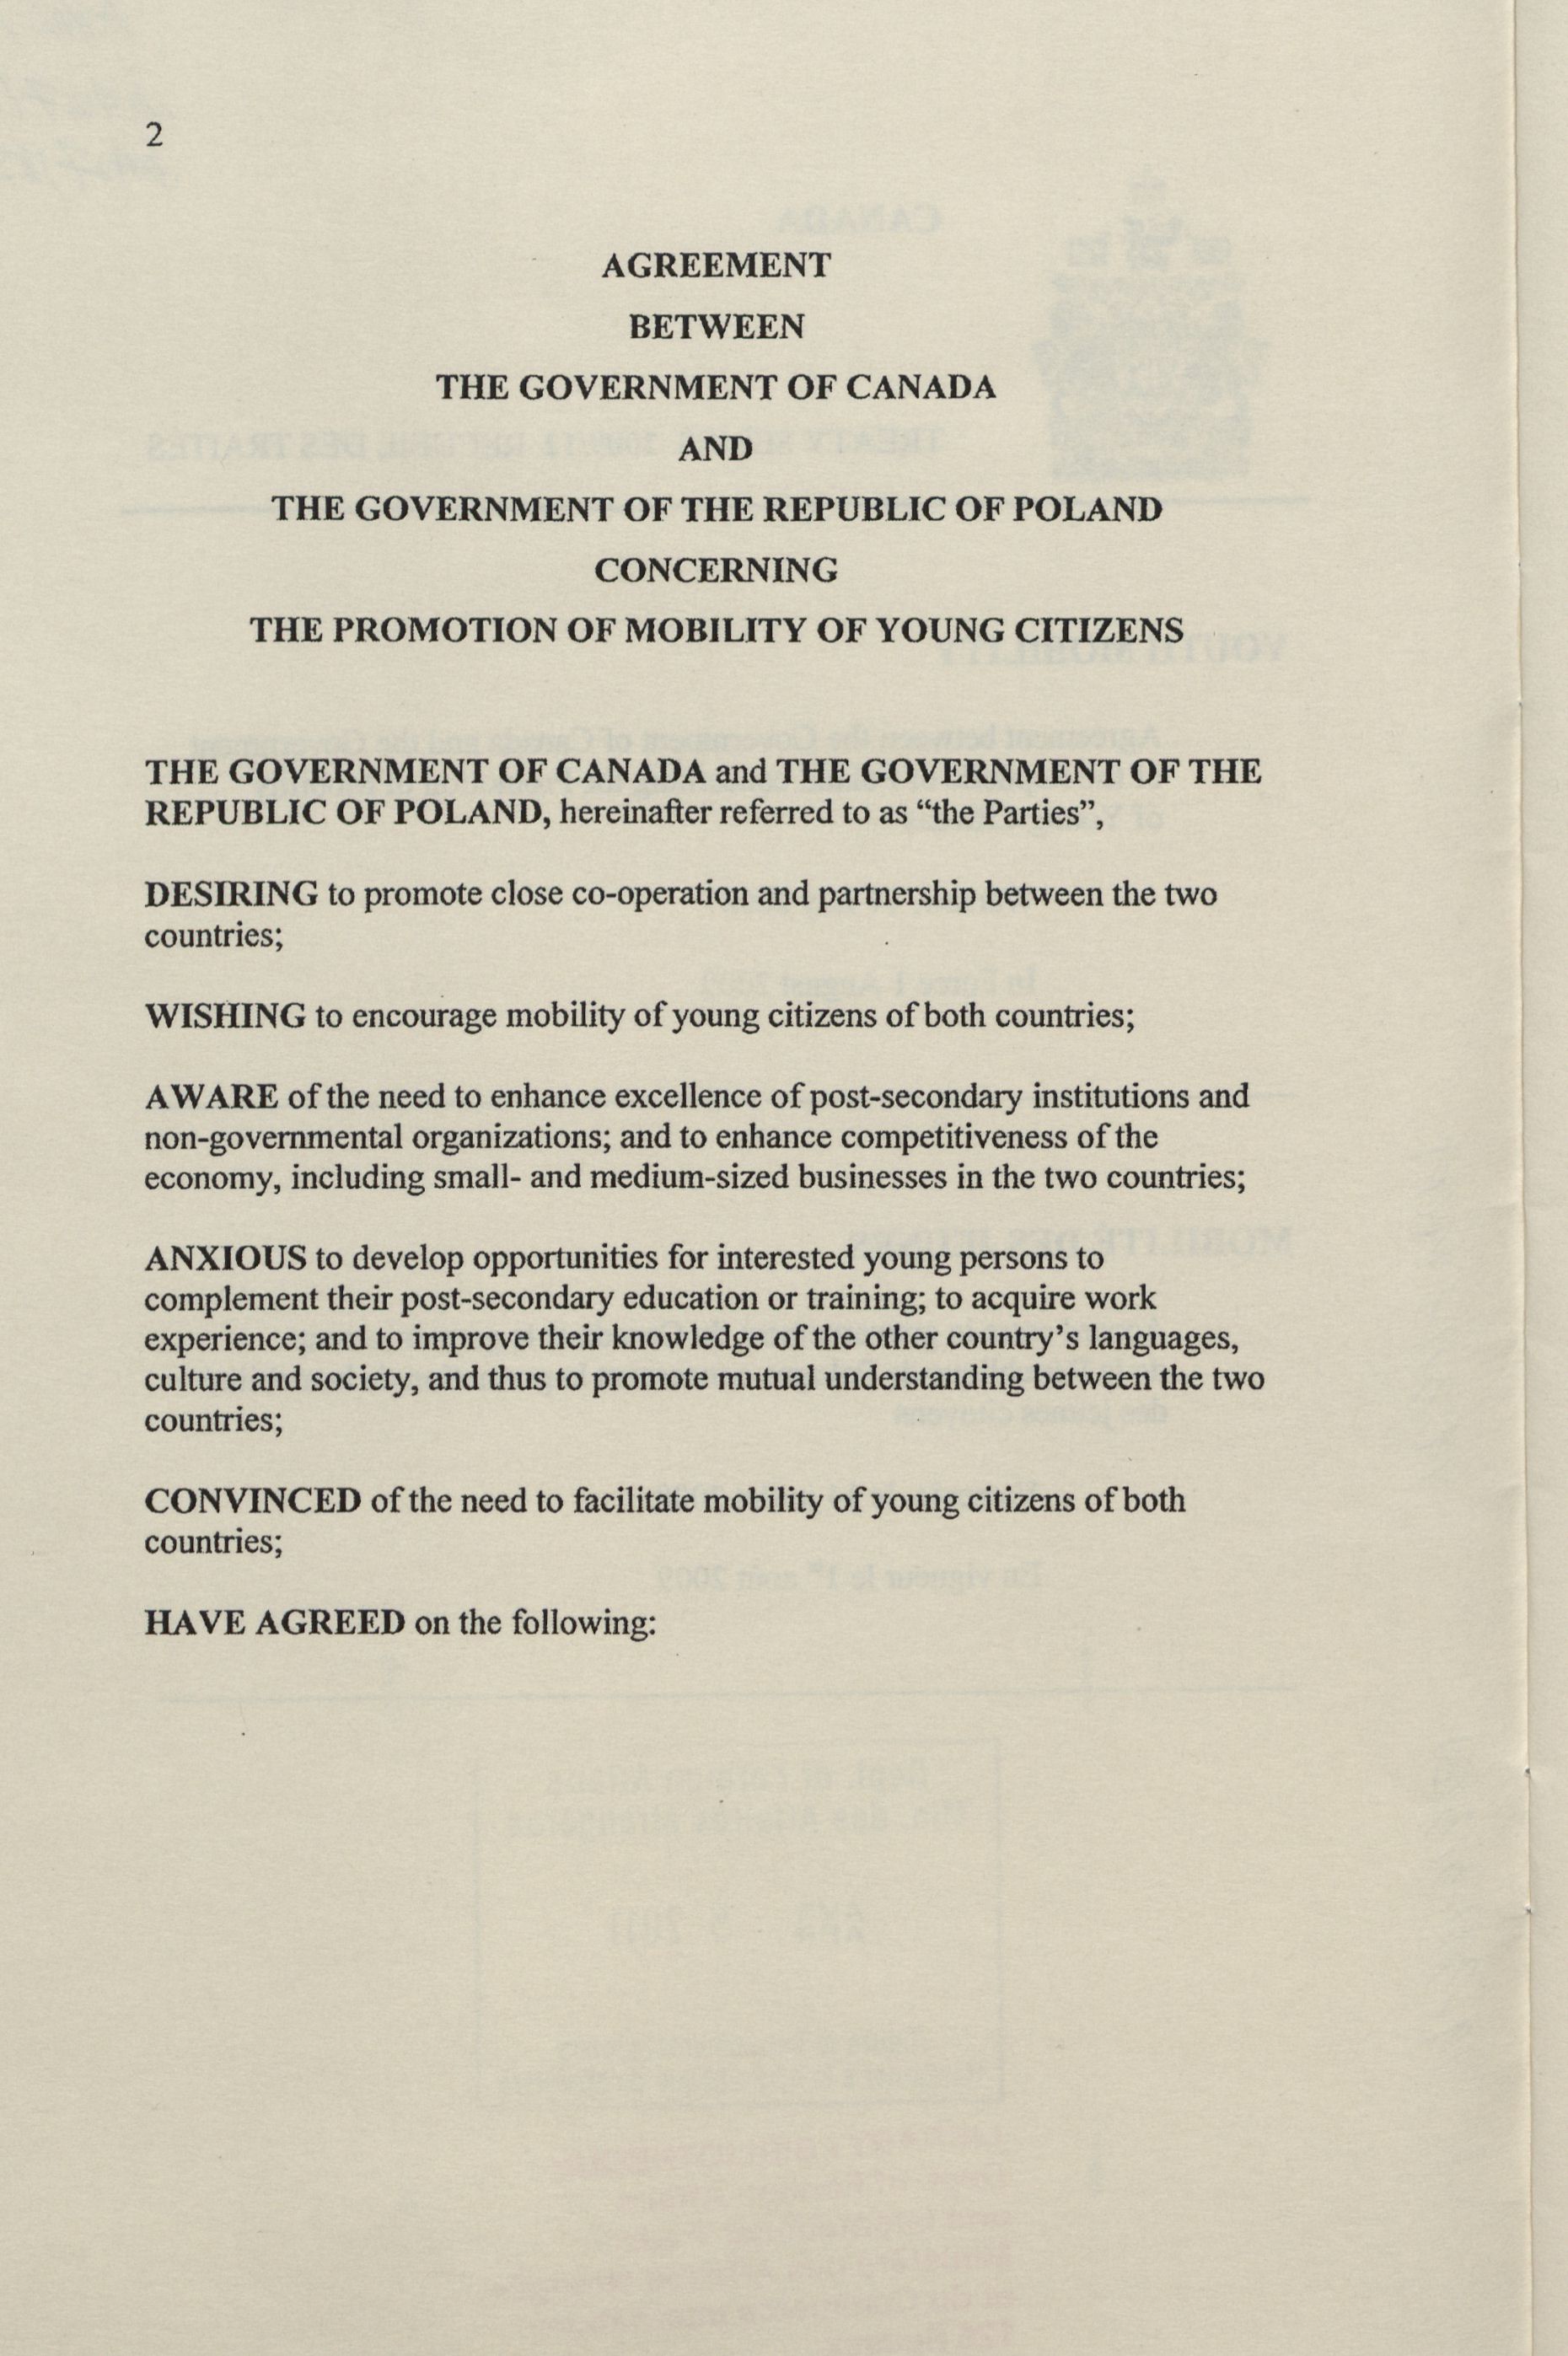 2
AGREEMENT
BETWEEN
THE GOVERNMENT OF CANADA
AND
THE GOVERNMENT OF THE REPUBLIC OF POLAND
CONCERNING
THE PROMOTION OF MOBILITY OF YOUNG CITIZENS
THE GOVERNMENT OF CANADA and THE GOVERNMENT OF THE
REPUBLIC OF POLAND, hereinafter referred to as “the Parties”,
DESIRING to promote close co-operation and partnership between the two
countries;
WISHING to encourage mobility of young citizens of both countries;
AWARE of the need to enhance excellence of post-secondary institutions and
non-governmental organizations; and to enhance competitiveness of the
economy, including small- and medium-sized businesses in the two countries;
ANXIOUS to develop opportunities for interested young persons to
complement their post-secondary education or training; to acquire work
experience; and to improve their knowledge of the other country’s languages,
culture and society, and thus to promote mutual understanding between the two
countries;
CONVINCED of the need to facilitate mobility of young citizens of both
countries;
HAVE AGREED on the following: